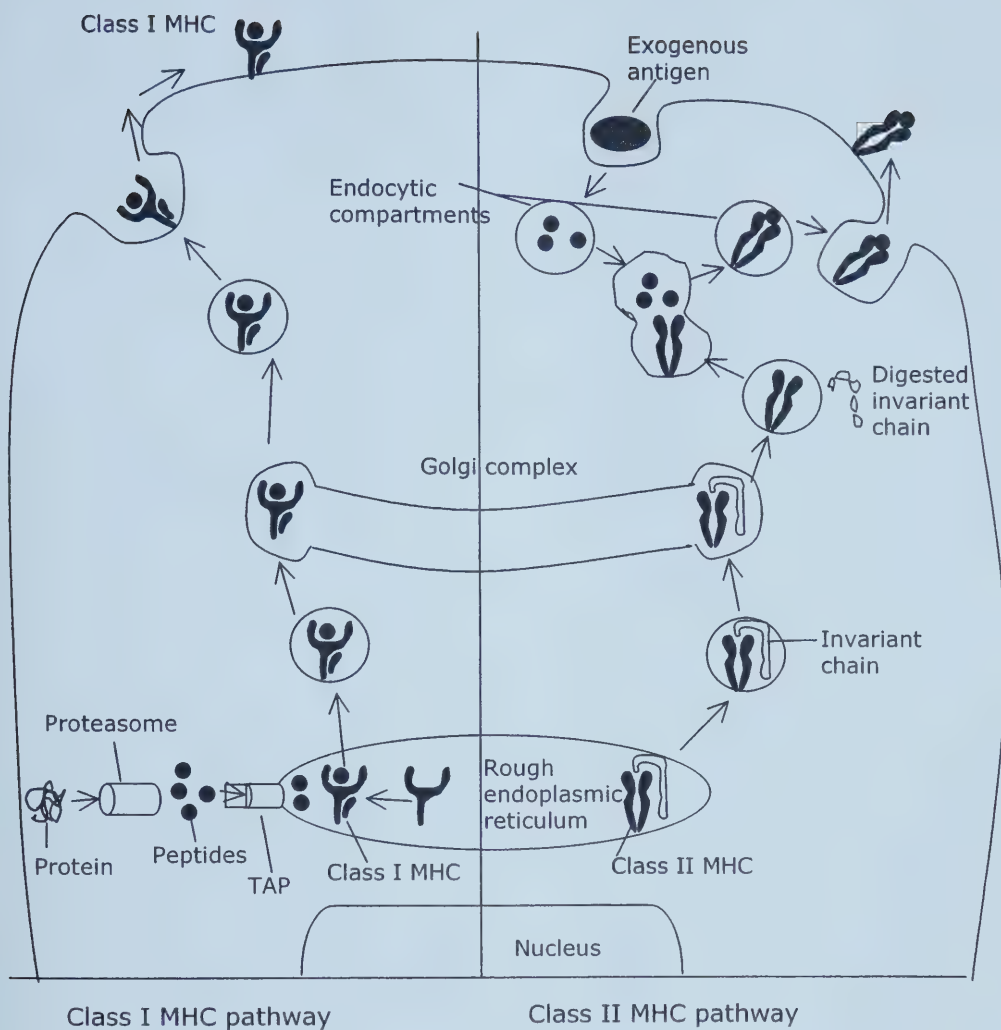 Class I MHC
Exogenous
antigen
Endocytic
compartments
Digested
invariant
chain
Golgi complex
Invariant
chain
Proteasome
Rough
endoplasmic
reticulum
Protein
Peptides
TAP
Class I MHC
Class II MHC
Nucleus
Class I MHC pathway
Class II MHC pathway